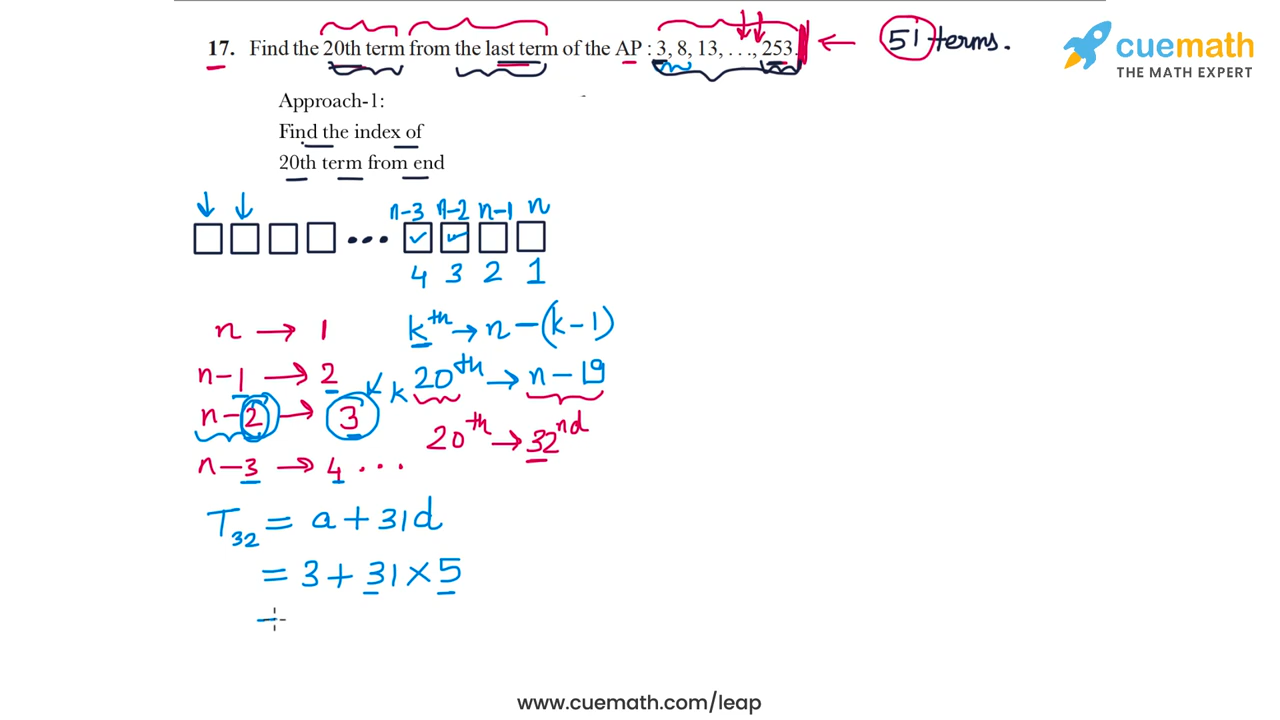 17. Find the 20th term from the last term of the AP : 3, 8, 13, . . ., 253. ← 51 terms.
cuemath
THE MATH EXPERT
Approach-1:
Find the index of
20th term from end
n-3 n-2 n-1 n
4 3 2 1
n → 1
n-1 → 2
n-2 → 3
n-3 → 4 ...
kth → n-(k-1)
k 20th → n-19
20th → 32nd
T32 = a + 31d
= 3 + 31 × 5
www.cuemath.com/leap